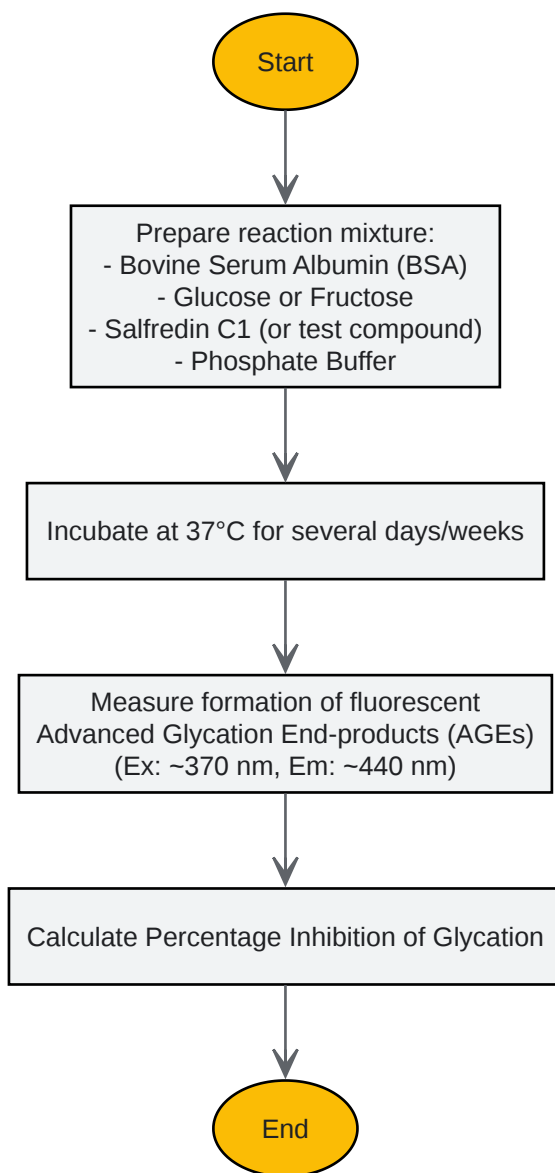 Start
Prepare reaction mixture:
- Bovine Serum Albumin (BSA)
- Glucose or Fructose
- Salfredin C1 (or test compound)
- Phosphate Buffer
Incubate at 37°C for several days/weeks
Measure formation of fluorescent
Advanced Glycation End-products (AGEs)
(Ex: ~370 nm, Em: ~440 nm)
Calculate Percentage Inhibition of Glycation
End